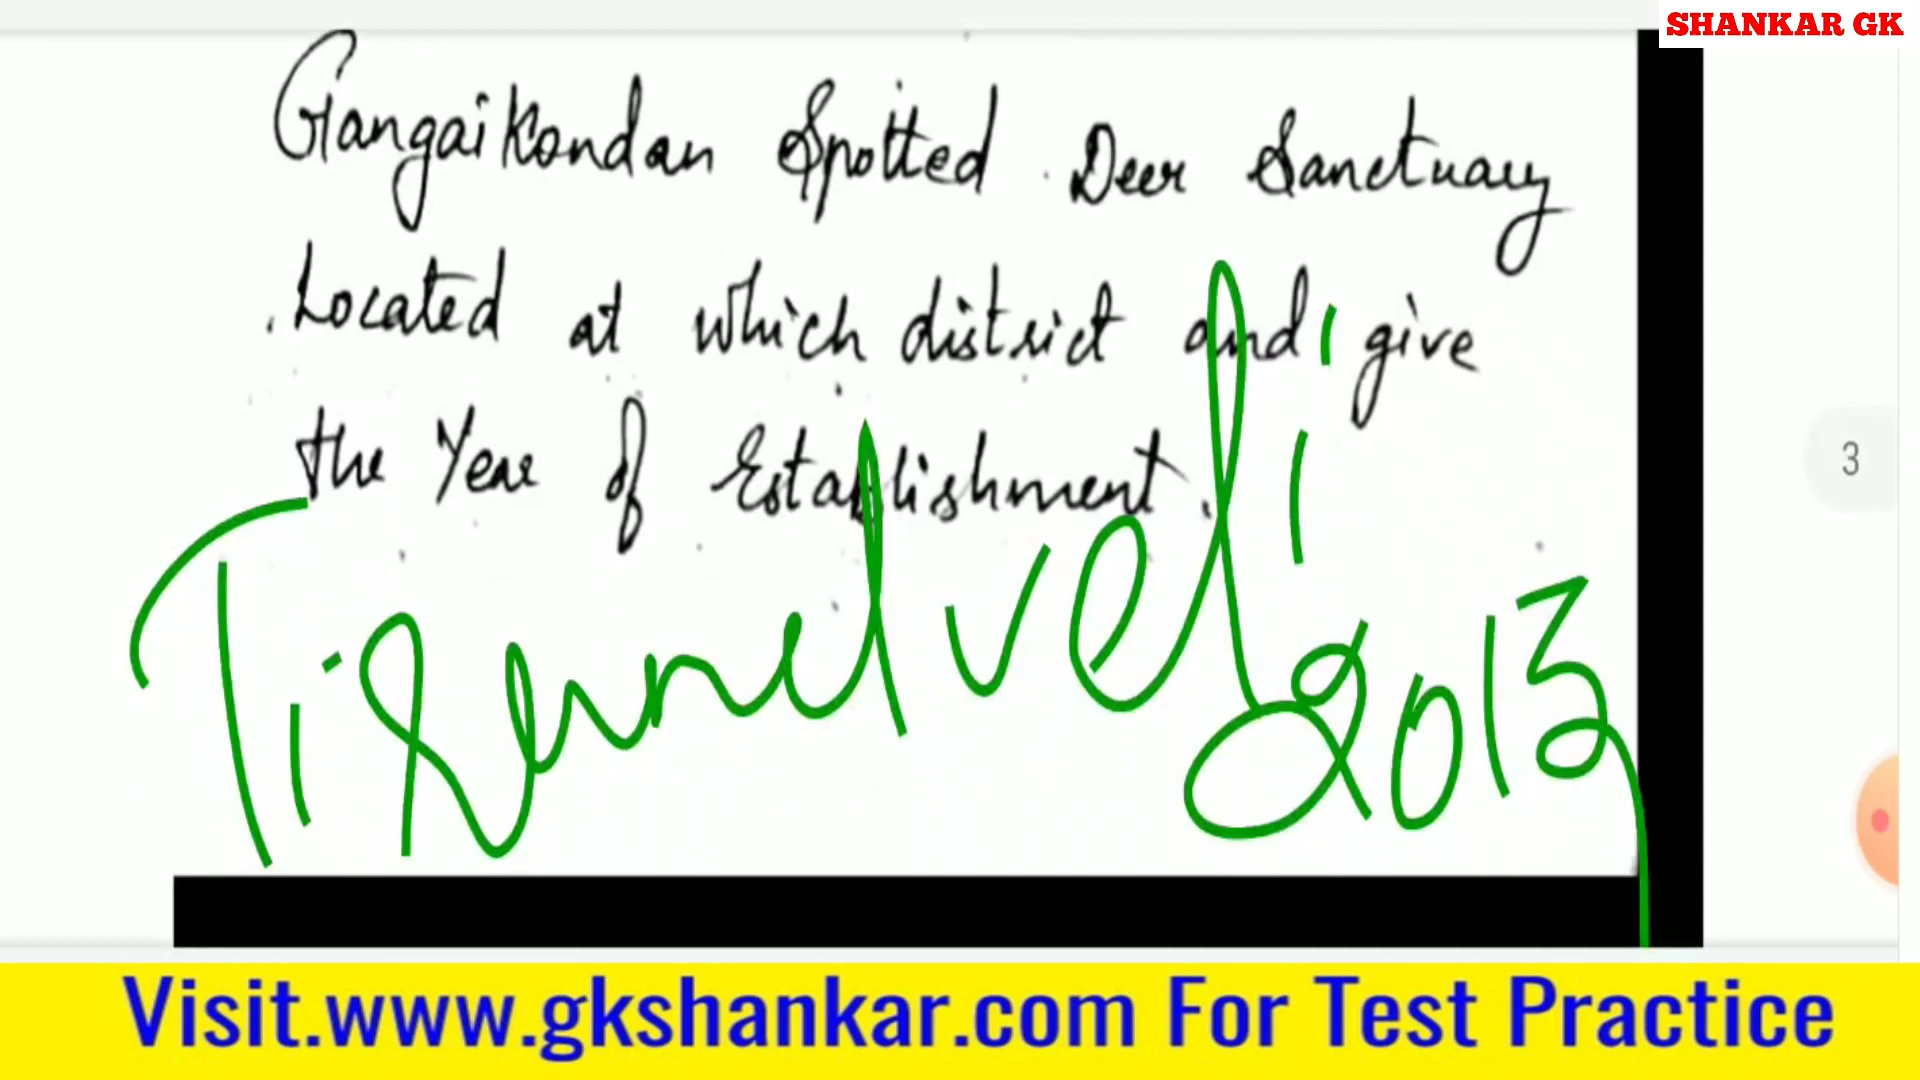 SHANKAR GK
Gangaikondan Spotted Deer Sanctuary
Located at which district and give
the Year of Establishment.
Tirunelveli
2013
3
Visit.www.gkshankar.com For Test Practice